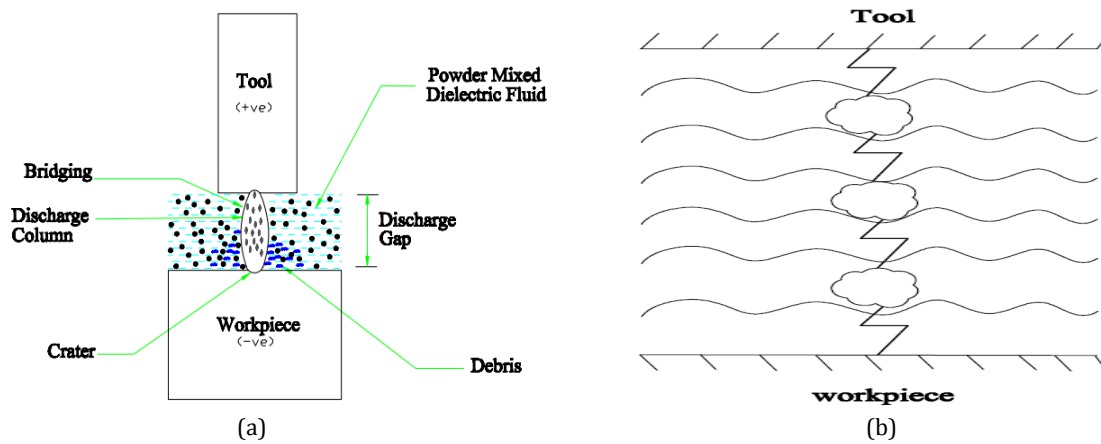 Tool
(+ve)
Powder Mixed
Dielectric Fluid
Bridging
Discharge
Column
Discharge
Gap
Workpiece
(-ve)
Crater
Debris
(a)
Tool
workpiece
(b)